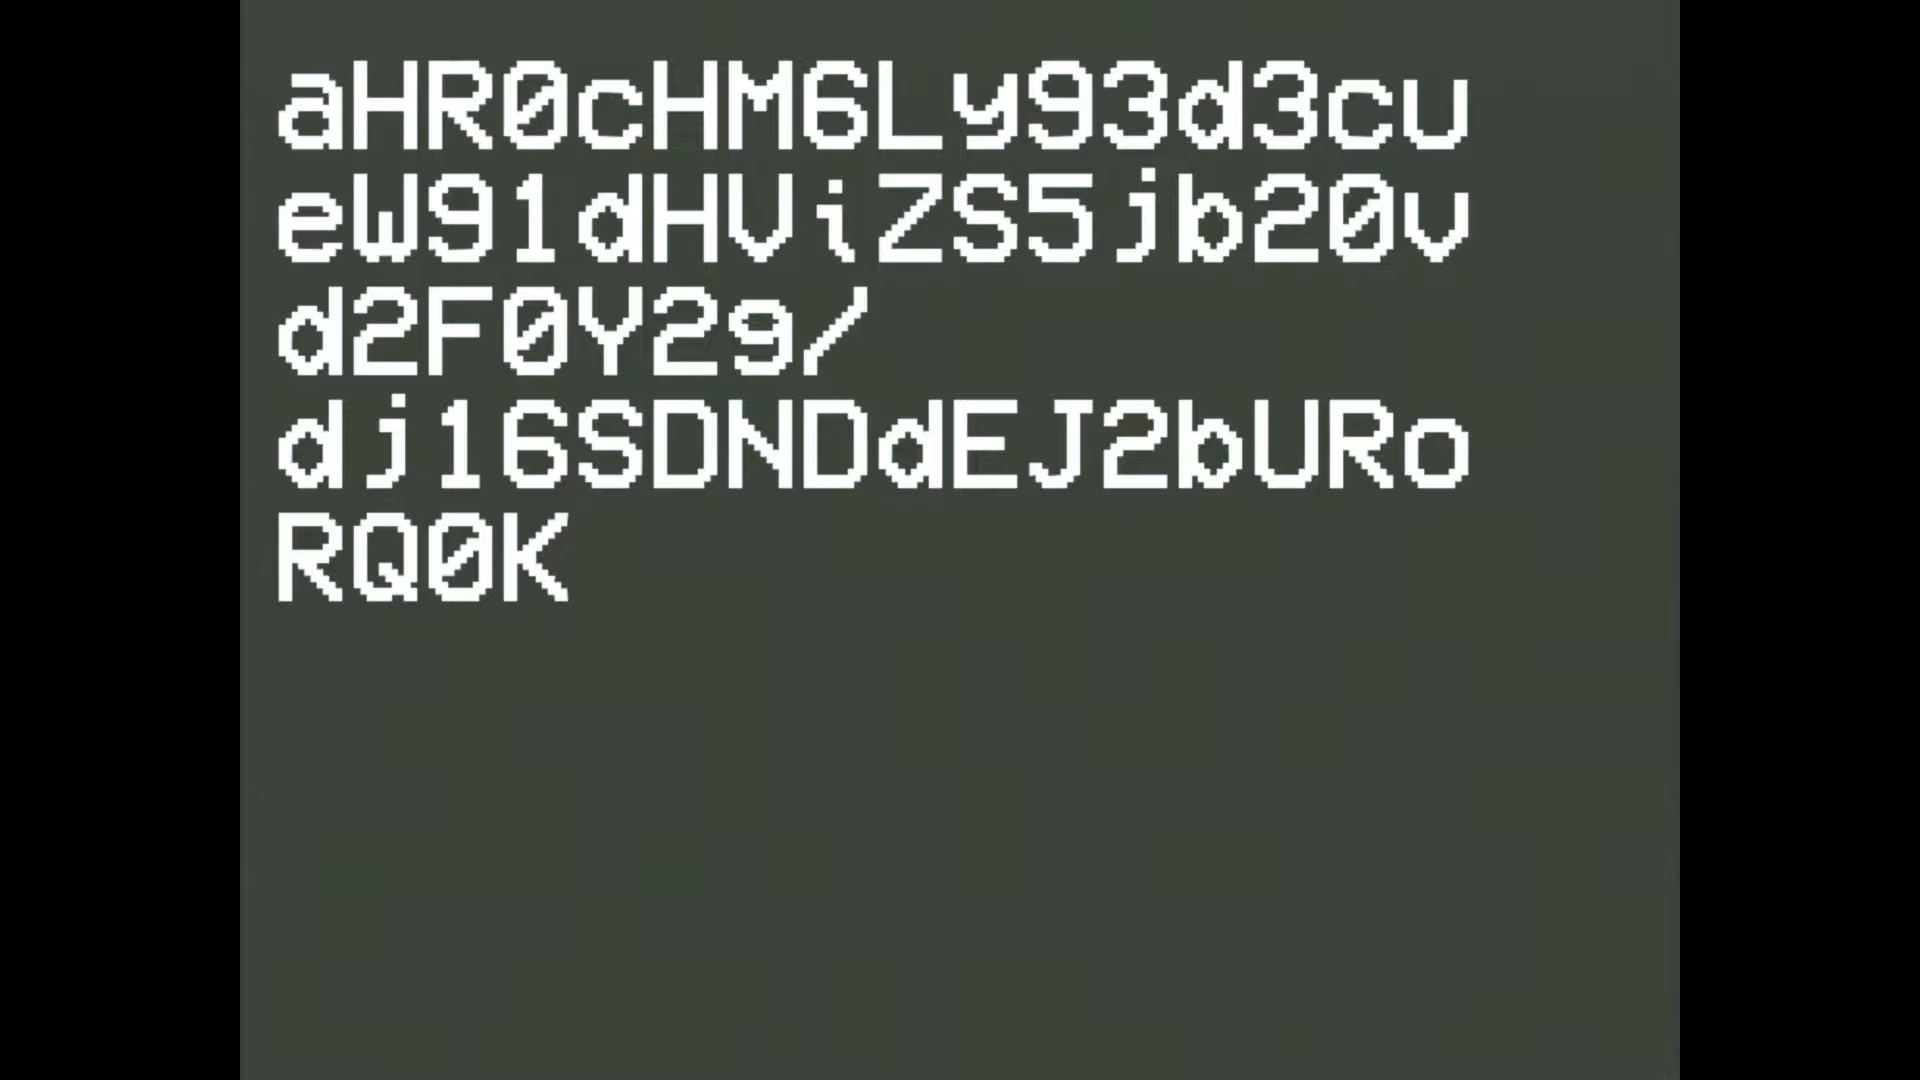 aHR0cHM6Ly93d3cu
eW91dHViZS5jb20v
d2F0Y2g/
dj16SDNDdEJ2bURo
RQ0K